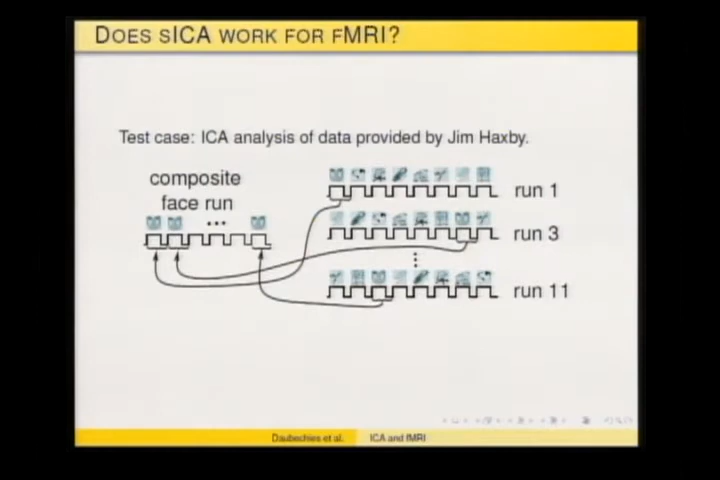 DOES SICA WORK FOR FMRI?
Test case: ICA analysis of data provided by Jim Haxby.
composite
face run
...
run 1
run 3
run 11
Daubechies et al. ICA and fMRI